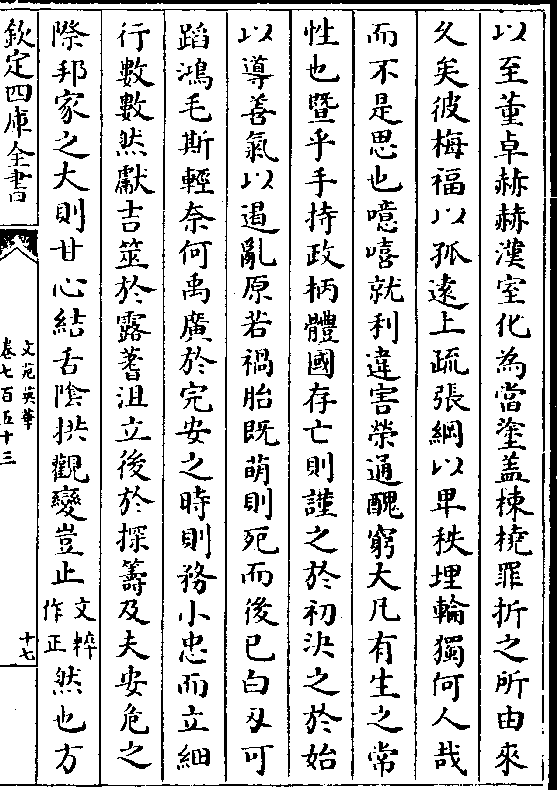 以至董卓赫赫漢室化為當塗蓋棟橈罪折之所由來
久矣彼梅福以孤遠上疏張綱以卑秩埋輪獨何人哉
而不是思也噫嘻就利違害榮通醜窮大凡有生之常
性也暨乎手持政柄體國存亡則謹之於初決之於始
以導善氣以遏亂原若禍胎既萌則死而後已白刃可
蹈鴻毛斯輕奈何禹廣於完安之時則務小忠而立細
行數數然獻吉筮於露蓍沮立後於探籌及夫安危之
際邦家之大則甘心結舌陰拱觀變豈止文粹作正然也方
欽定四庫全書
文苑英華
卷七百五十三
十七